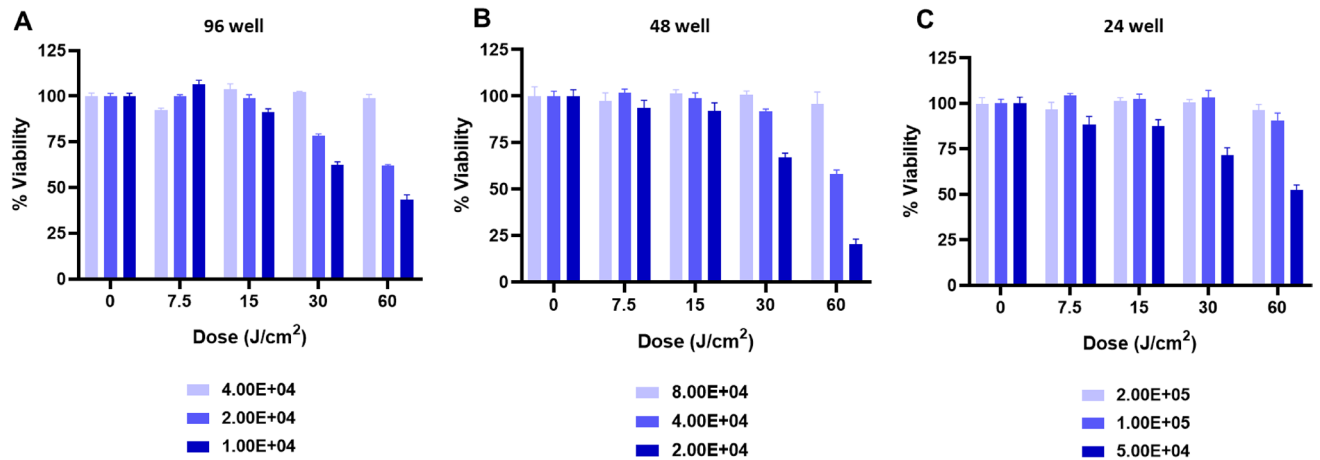 A
96 well
% Viability
125
100
75
50
25
0
0 7.5 15 30 60
Dose (J/cm²)
4.00E+04
2.00E+04
1.00E+04
B
48 well
% Viability
125
100
75
50
25
0
0 7.5 15 30 60
Dose (J/cm²)
8.00E+04
4.00E+04
2.00E+04
C
24 well
% Viability
125
100
75
50
25
0
0 7.5 15 30 60
Dose (J/cm²)
2.00E+05
1.00E+05
5.00E+04